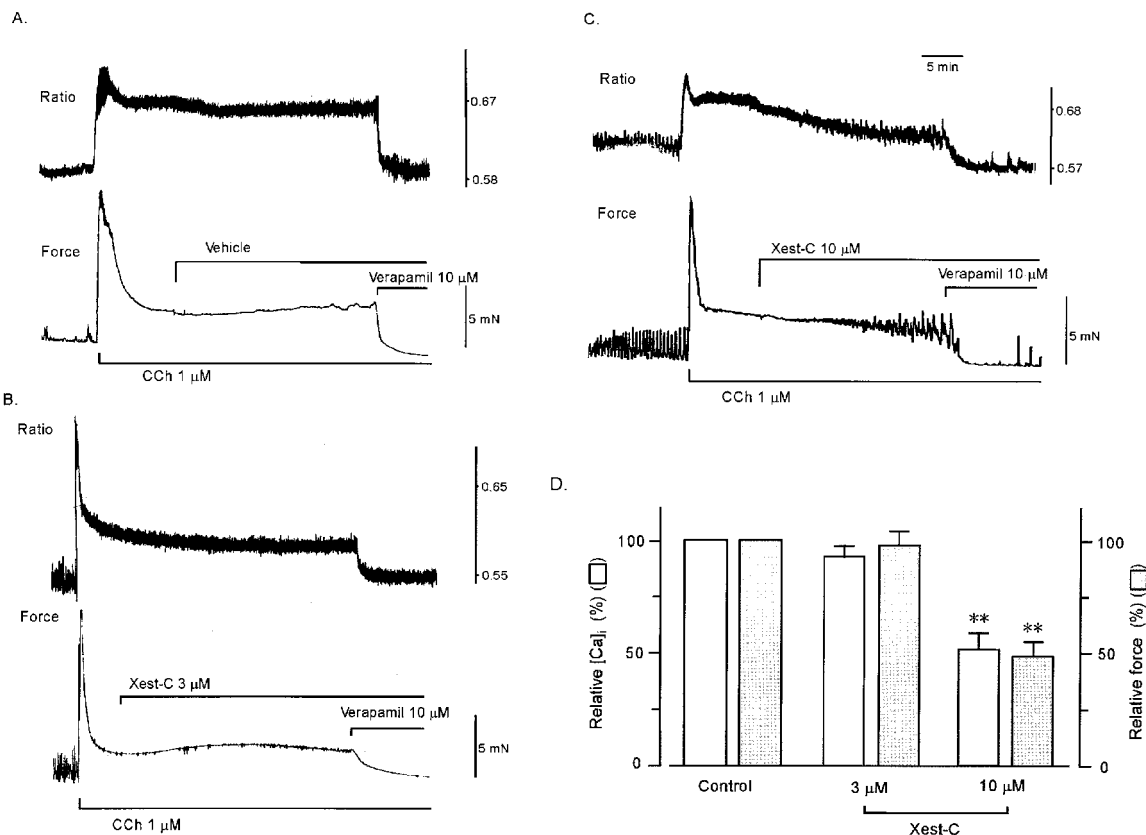 A.
Ratio
0.67
0.58
Force
Vehicle
Verapamil 10 μM
5 mN
CCh 1 μM
B.
Ratio
0.65
0.55
Force
Xest-C 3 μM
Verapamil 10 μM
5 mN
CCh 1 μM
C.
5 min
Ratio
0.68
0.57
Force
Xest-C 10 μM
Verapamil 10 μM
5 mN
CCh 1 μM
D.
Relative [Ca]i (%) ( )
100
50
0
** **
100
50
0
Relative force (%) ( )
Control
3 μM
10 μM
Xest-C